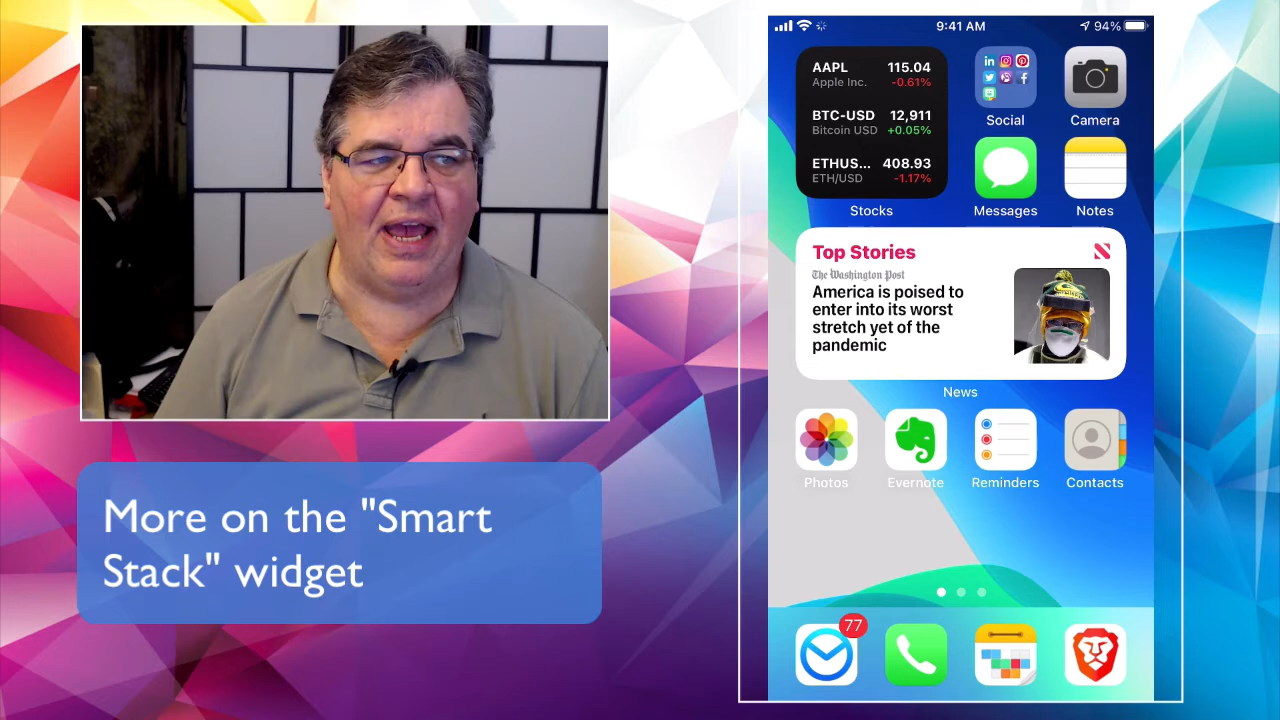 More on the "Smart
Stack" widget
9:41 AM
94%
AAPL 115.04
Apple Inc. -0.61%
BTC-USD 12,911
Bitcoin USD +0.05%
ETHUS... 408.93
ETH/USD -1.17%
Stocks
in
f
Social
Camera
Messages
Notes
Top Stories
The Washington Post
America is poised to
enter into its worst
stretch yet of the
pandemic
News
Photos
Evernote
Reminders
Contacts
77